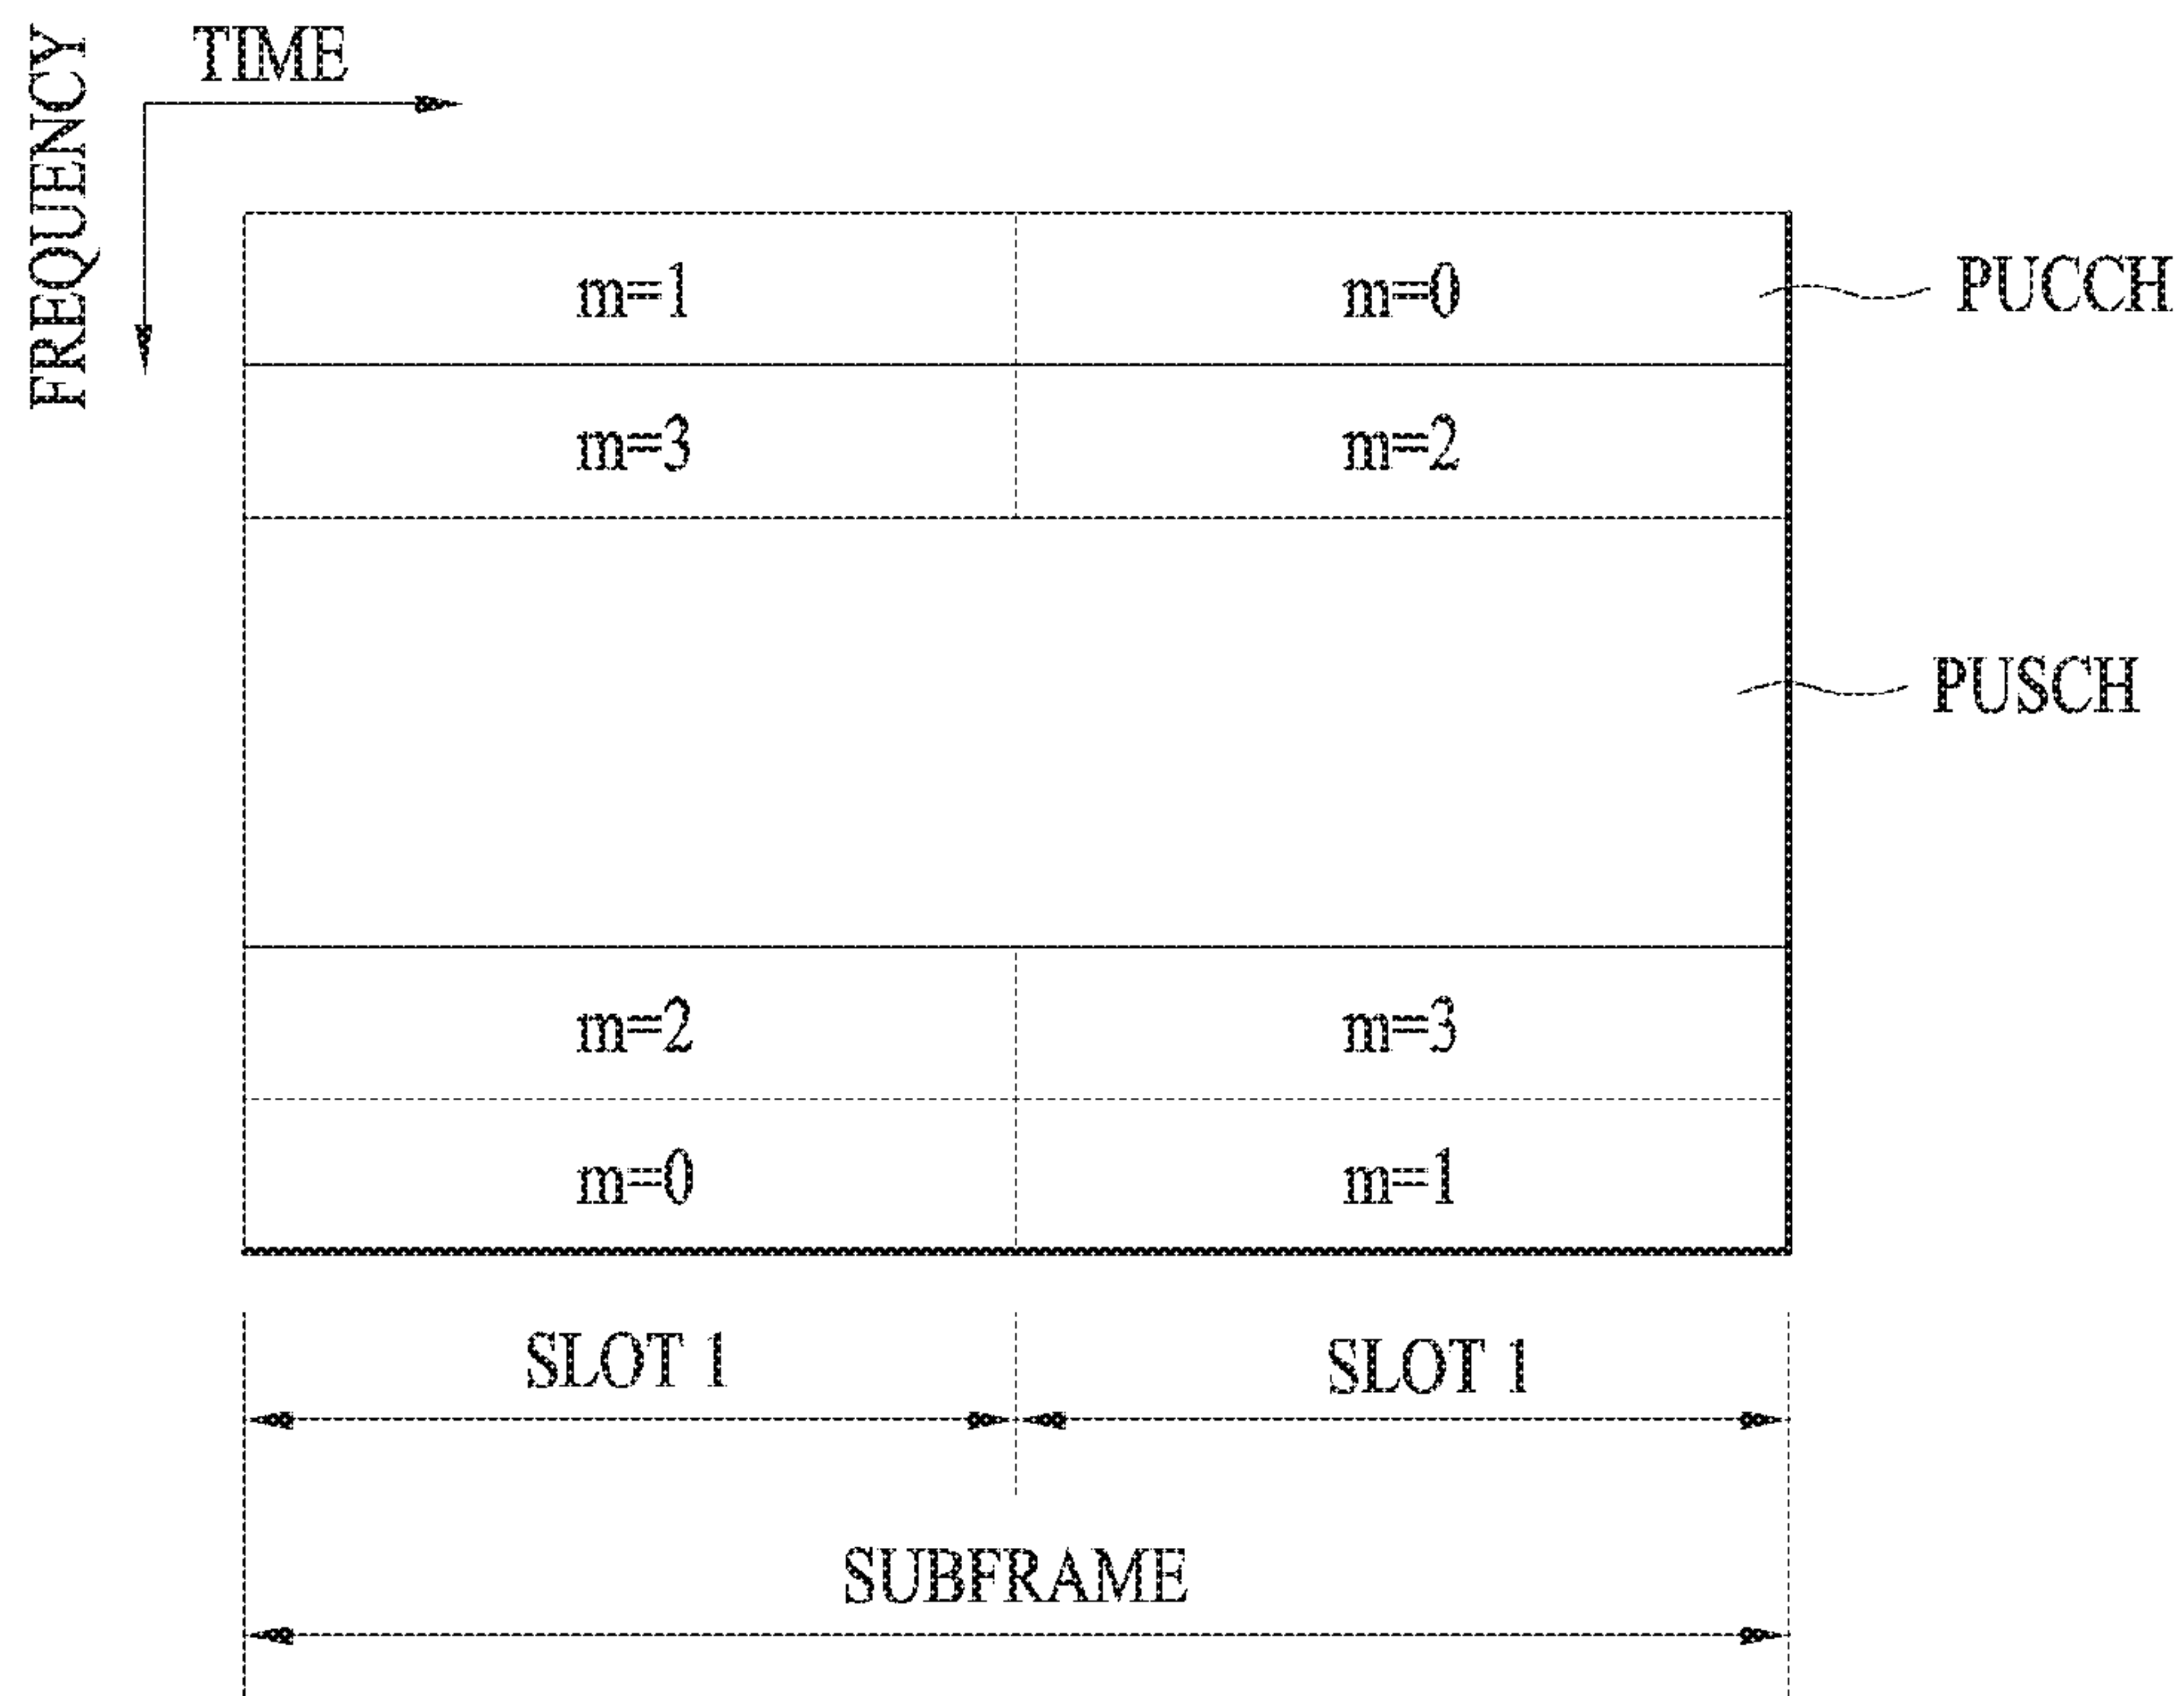 TIME
FREQUENCY
m=1
m=0
PUCCH
m=3
m=2
PUSCH
m=2
m=3
m=0
m=1
SLOT 1
SLOT 1
SUBFRAME